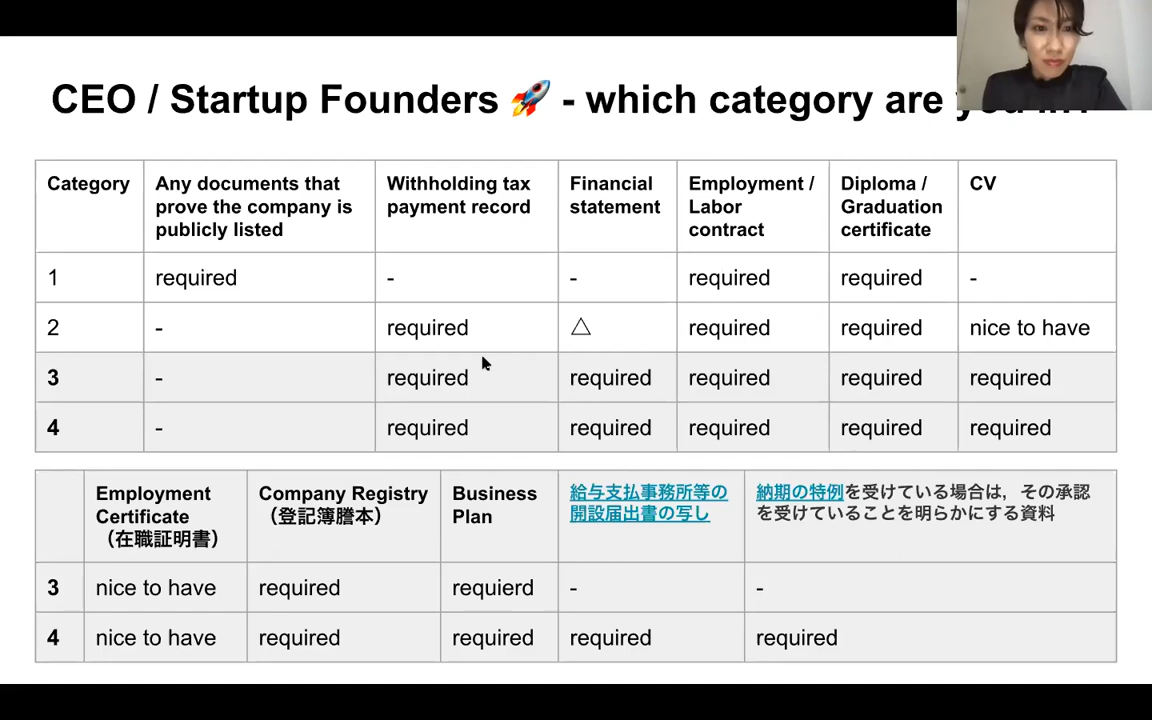 CEO / Startup Founders 🚀 - which category are
Category
Any documents that
prove the company is
publicly listed
Withholding tax
payment record
Financial
statement
Employment /
Labor
contract
Diploma /
Graduation
certificate
CV
1
required
-
-
required
required
-
2
-
required
△
required
required
nice to have
3
-
required
required
required
required
required
4
-
required
required
required
required
required
Employment
Certificate
（在職証明書）
Company Registry
（登記簿謄本）
Business
Plan
給与支払事務所等の
開設届出書の写し
納期の特例を受けている場合は，その承認
を受けていることを明らかにする資料
3
nice to have
required
requierd
-
-
4
nice to have
required
required
required
required